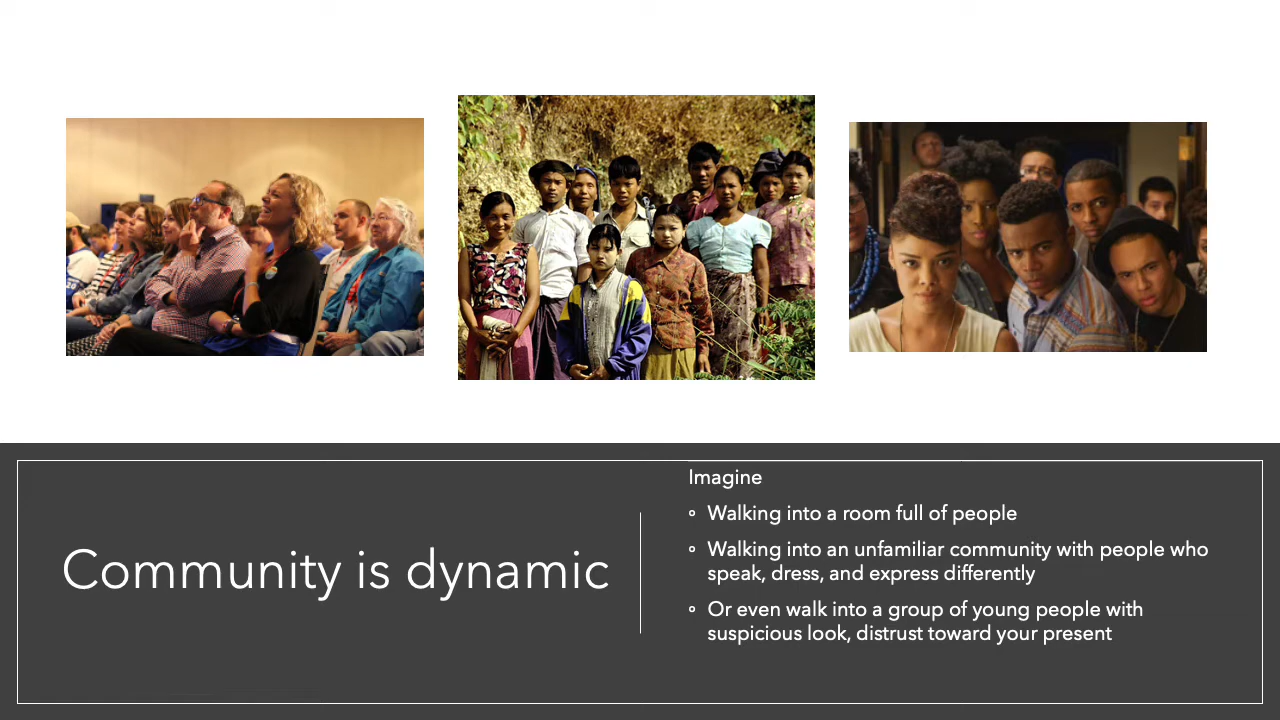 Community is dynamic
Imagine
Walking into a room full of people
Walking into an unfamiliar community with people who
speak, dress, and express differently
Or even walk into a group of young people with
suspicious look, distrust toward your present